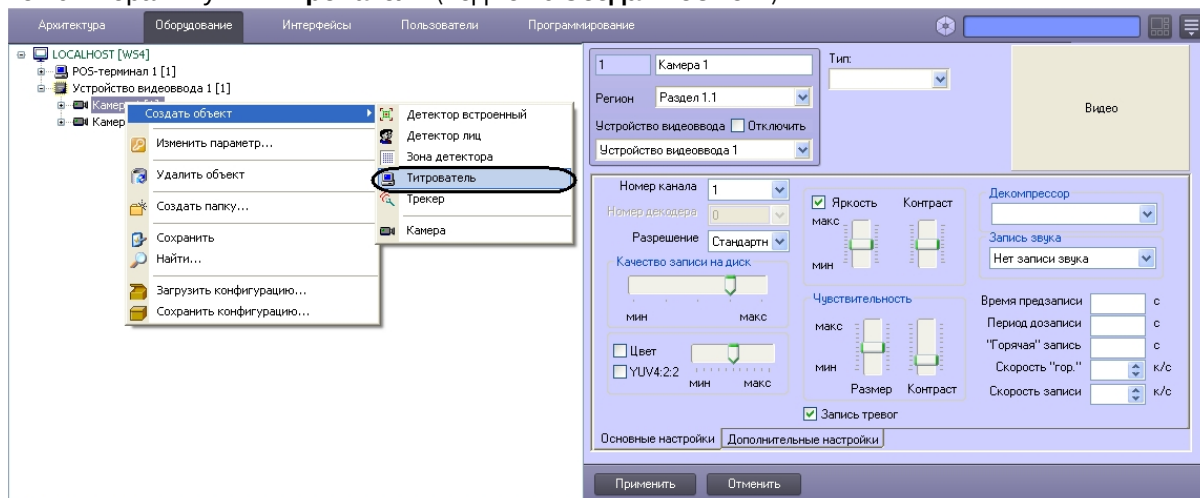 Архитектура Оборудование Интерфейсы Пользователи Программирование
LOCALHOST [WS4]
POS-терминал 1 [1]
Устройство видеоввода 1 [1]
Камер
Камер
Создать объект
Изменить параметр...
Удалить объект
Создать папку...
Сохранить
Найти...
Загрузить конфигурацию...
Сохранить конфигурацию...
Детектор встроенный
Детектор лиц
Зона детектора
Титрователь
Трекер
Камера
1 Камера 1
Тип:
Регион Раздел 1.1
Устройство видеоввода Отключить
Устройство видеоввода 1
Видео
Номер канала 1
Номер декодера 0
Разрешение Стандартн
Качество записи на диск
мин макс
Цвет
YUV4:2:2
мин макс
Яркость Контраст
макс
мин
Чувствительность
макс
мин
Размер Контраст
Запись тревог
Декомпрессор
Запись звука
Нет записи звука
Время предзаписи с
Период дозаписи с
"Горячая" запись с
Скорость "гор." к/с
Скорость записи к/с
Основные настройки Дополнительные настройки
Применить Отменить